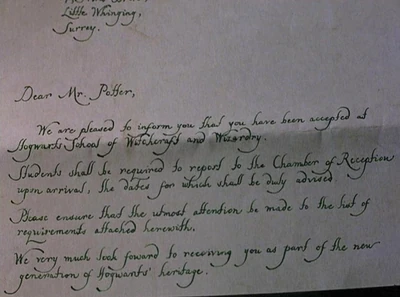 Little Whinging,
Surrey.
Dear Mr. Potter,
We are pleased to inform you that you have been accepted at
Hogwarts School of Witchcraft and Wizardry.
Students shall be required to report to the Chamber of Reception
upon arrival, the dates for which shall be duly advised.
Please ensure that the utmost attention be made to the list of
requirements attached herewith.
We very much look foward to receiving you as part of the new
generation of Hogwarts' heritage.